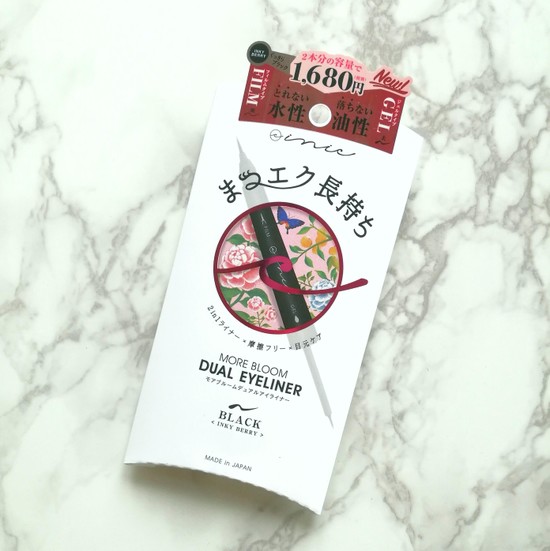 INKY BERRY
2本分の容量で
1,680円
New!
FILM
とれない
水性
落ちない
油性
GEL
inic
まつエク長持ち
inic
2in1ライナー・摩擦フリー・目元ケア
MORE BLOOM
DUAL EYELINER
モアブルームデュアルアイライナー
BLACK
< INKY BERRY >
MADE in JAPAN